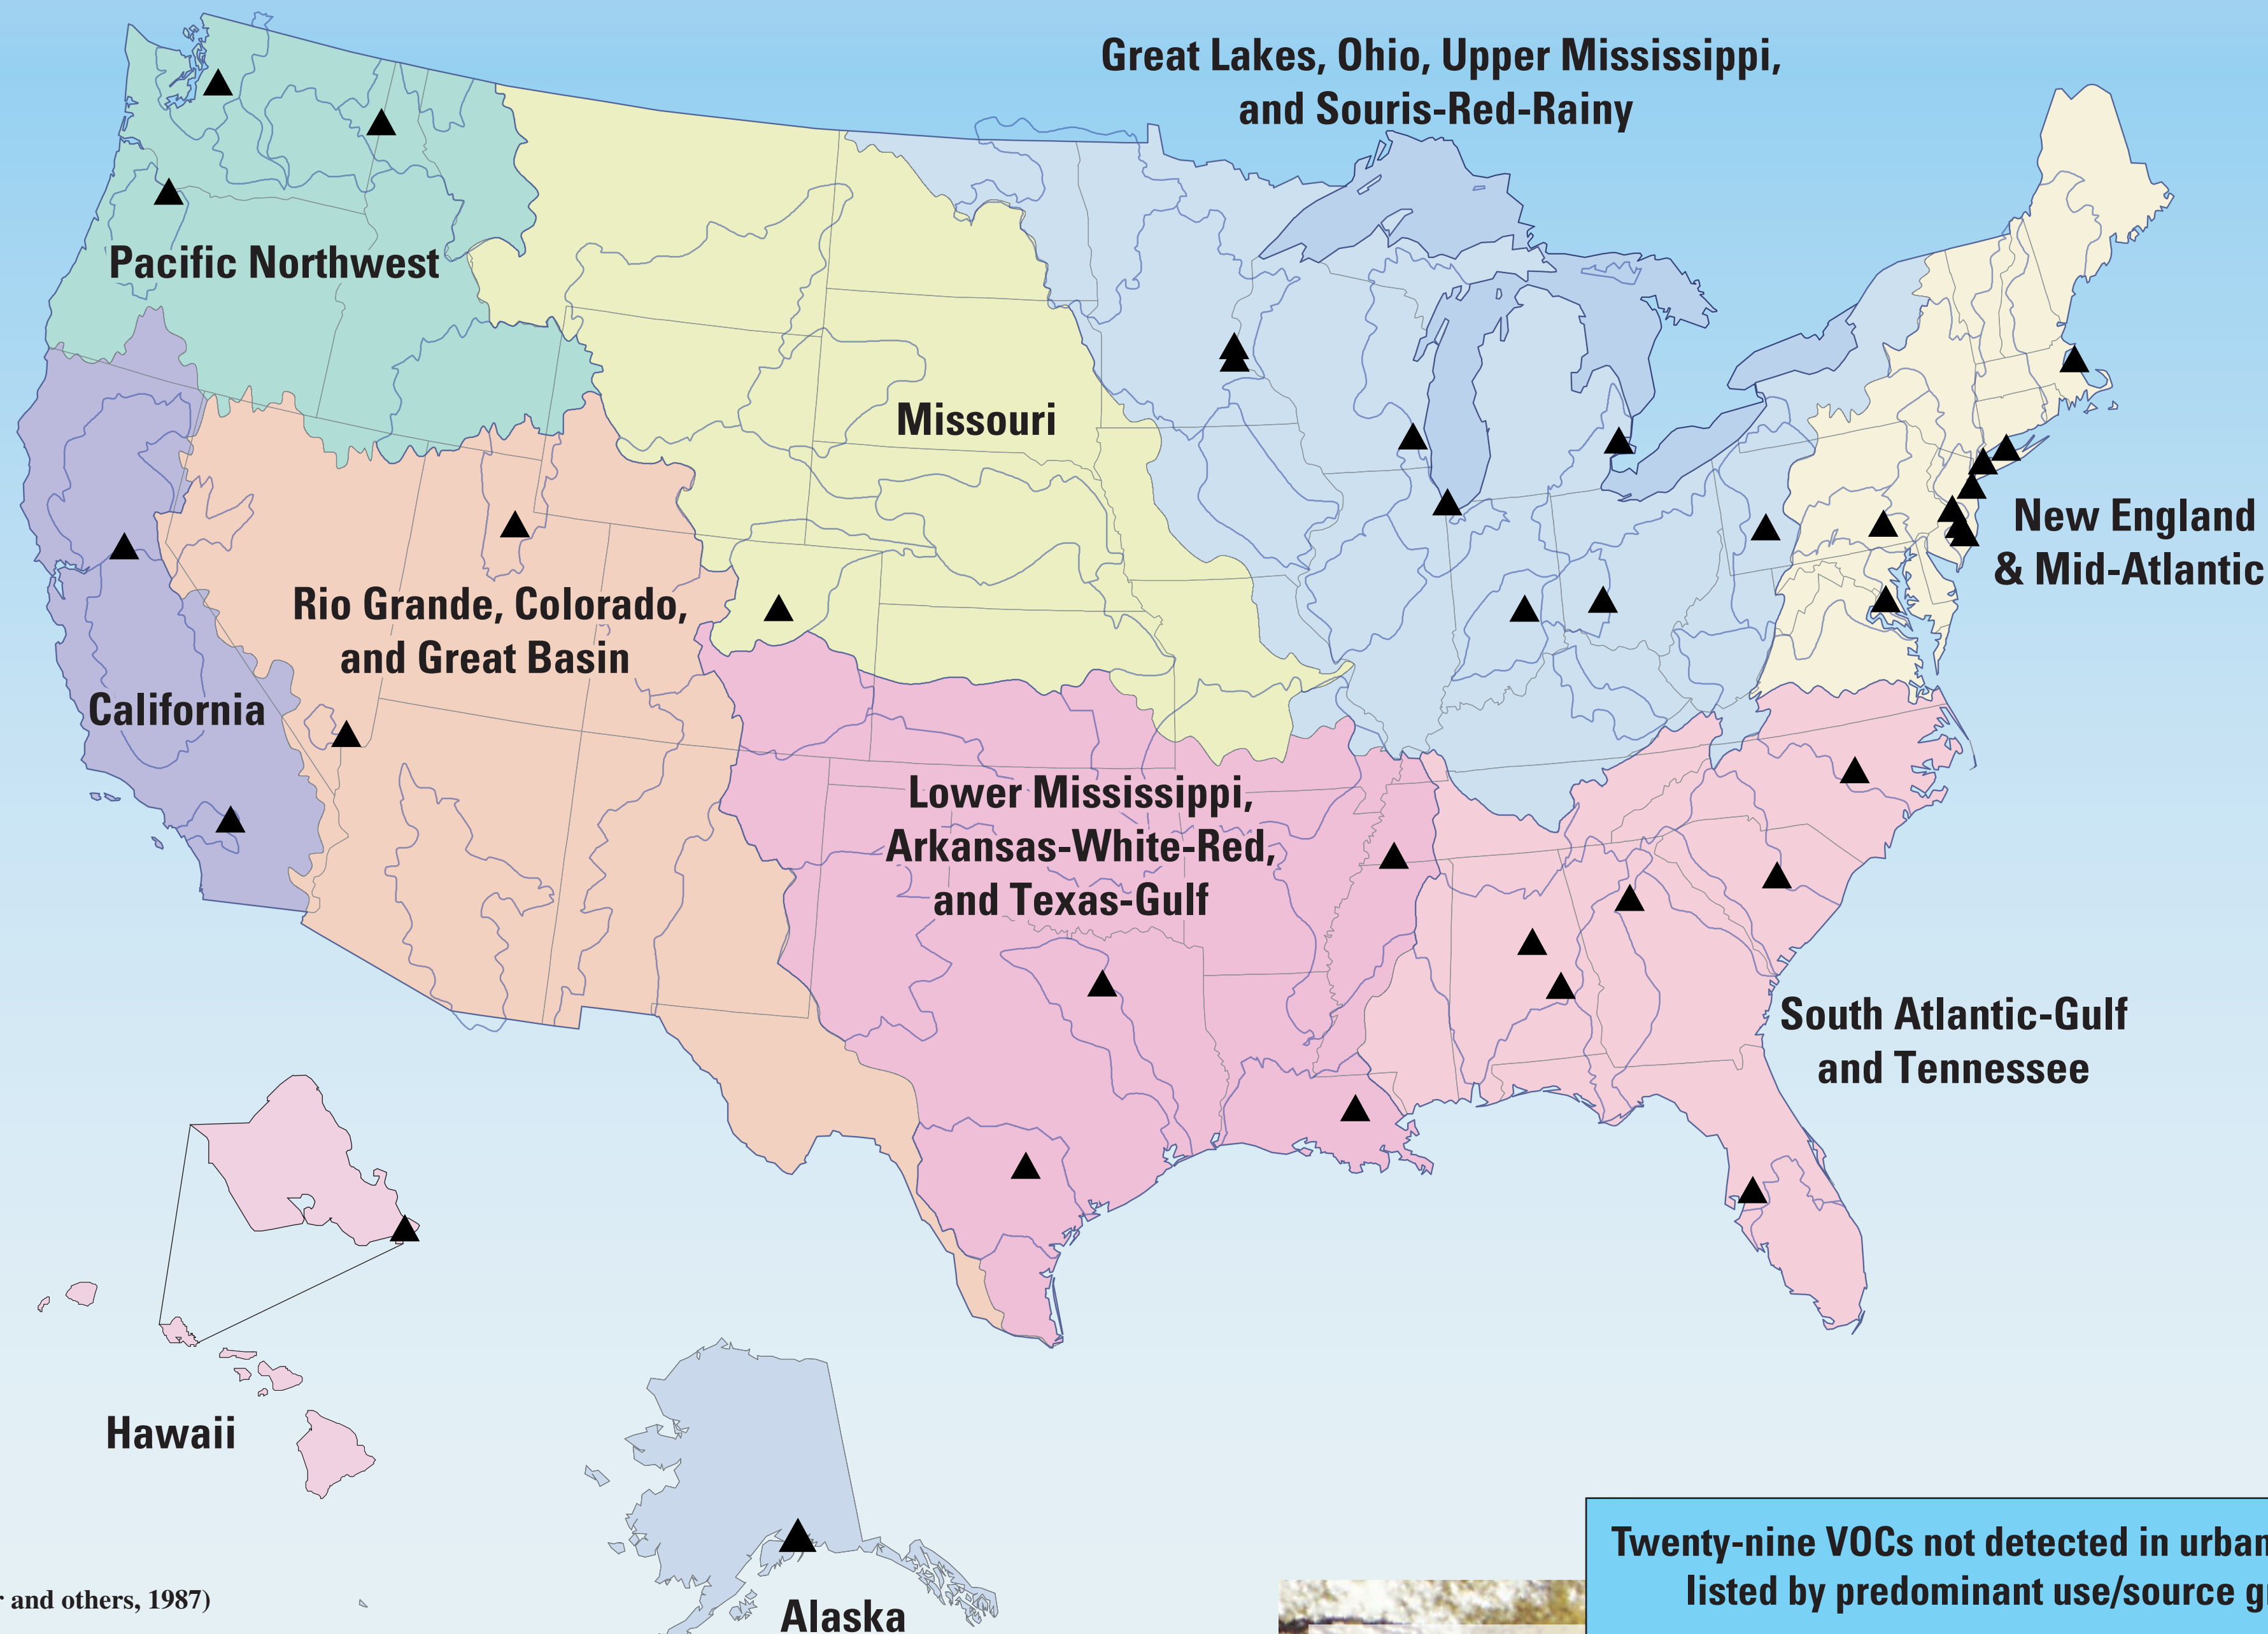 Great Lakes, Ohio, Upper Mississippi,
and Souris-Red-Rainy
Pacific Northwest
Missouri
New England
& Mid-Atlantic
Rio Grande, Colorado,
and Great Basin
California
Lower Mississippi,
Arkansas-White-Red,
and Texas-Gulf
South Atlantic-Gulf
and Tennessee
Hawaii
Alaska
and others, 1987)
Twenty-nine VOCs not detected in urban
listed by predominant use/source